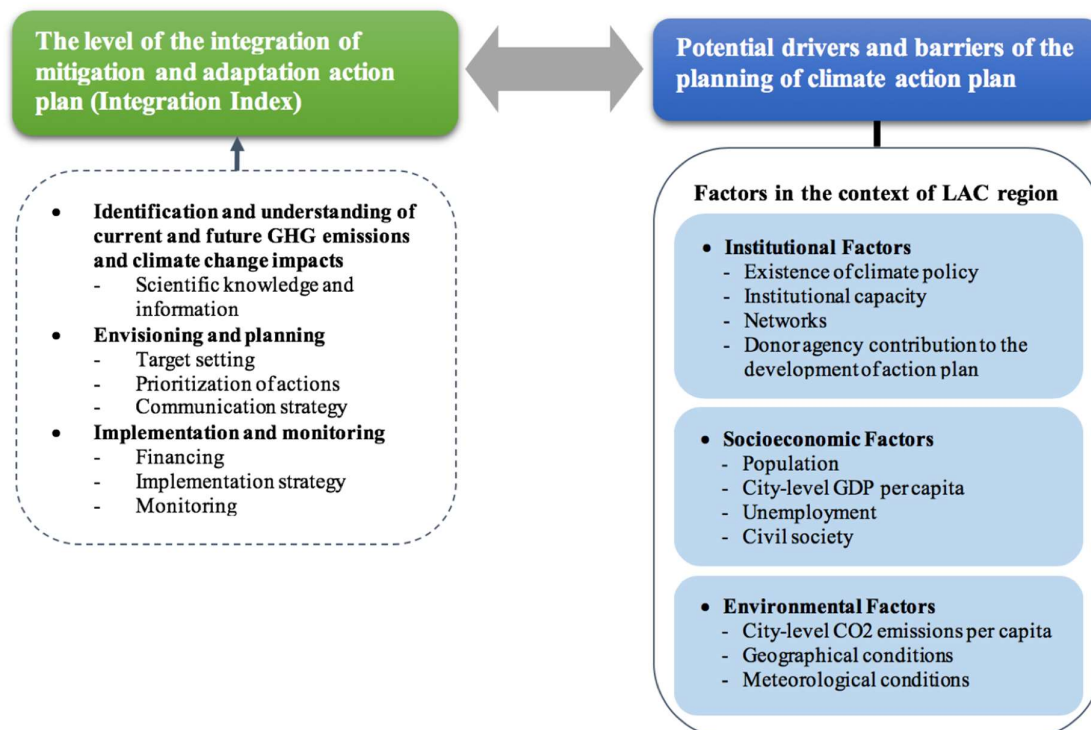 The level of the integration of
mitigation and adaptation action
plan (Integration Index)
• Identification and understanding of
current and future GHG emissions
and climate change impacts
- Scientific knowledge and
information
• Envisioning and planning
- Target setting
- Prioritization of actions
- Communication strategy
• Implementation and monitoring
- Financing
- Implementation strategy
- Monitoring
Potential drivers and barriers of the
planning of climate action plan
Factors in the context of LAC region
• Institutional Factors
- Existence of climate policy
- Institutional capacity
- Networks
- Donor agency contribution to the
development of action plan
• Socioeconomic Factors
- Population
- City-level GDP per capita
- Unemployment
- Civil society
• Environmental Factors
- City-level CO2 emissions per capita
- Geographical conditions
- Meteorological conditions